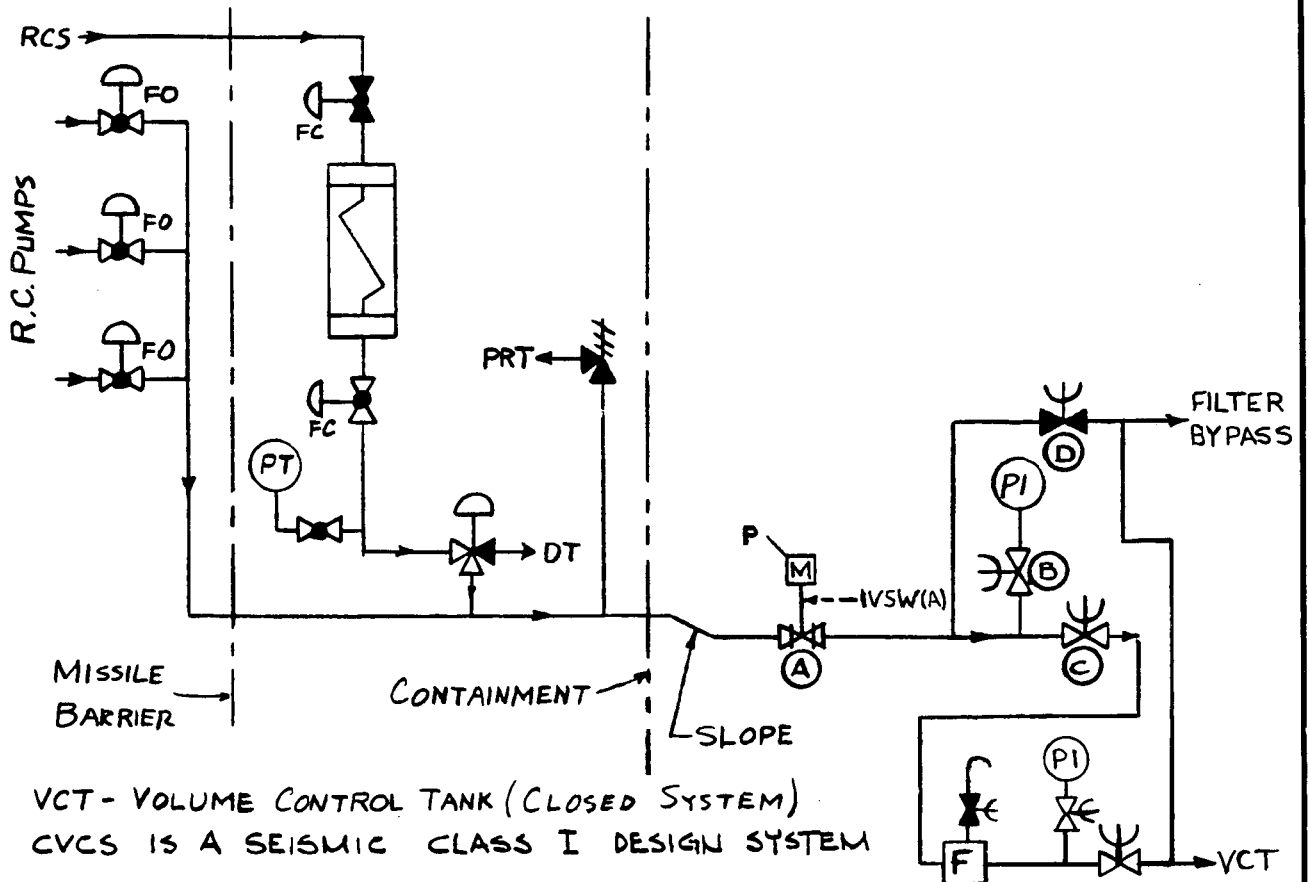 RCS
FO
FO
FO
R.C. PUMPS
FC
FC
PT
DT
PRT
P
M
IVSW(A)
A
D
PI
B
C
FILTER
BYPASS
MISSILE
BARRIER
CONTAINMENT
SLOPE
PI
F
VCT
VCT - VOLUME CONTROL TANK (CLOSED SYSTEM)
CVCS IS A SEISMIC CLASS I DESIGN SYSTEM